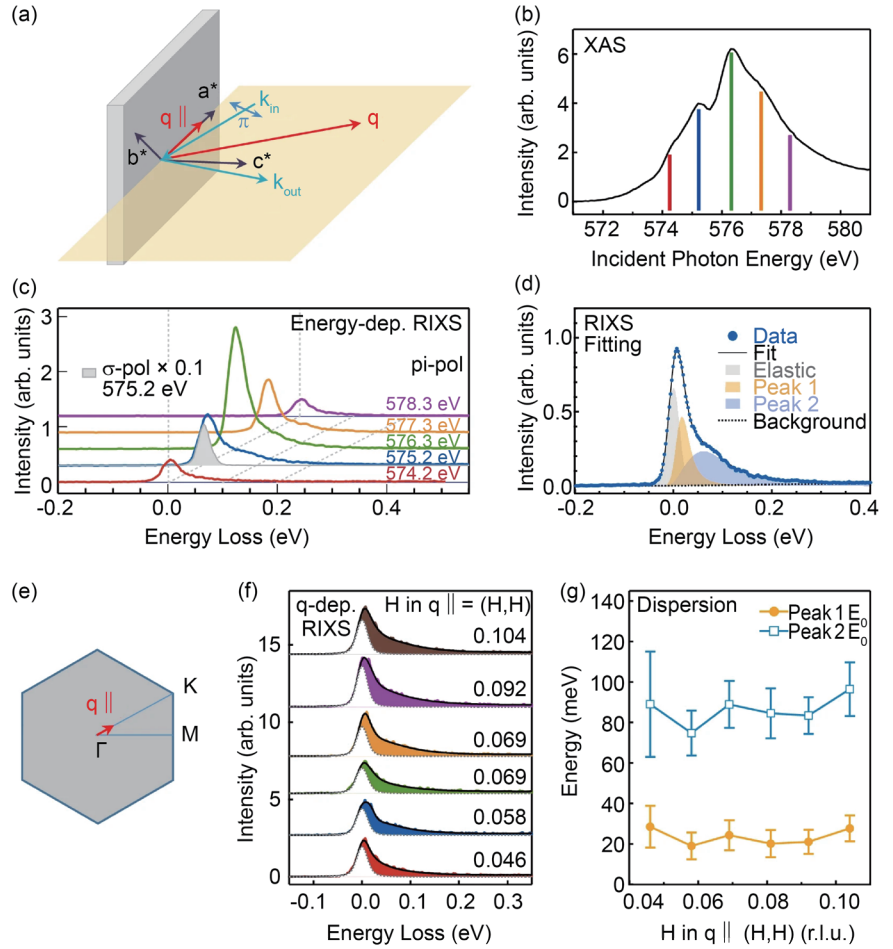 (a)
a*
q ||
k in
π
q
b*
c*
k out
(b)
XAS
Intensity (arb. units)
6
4
2
0
572 574 576 578 580
Incident Photon Energy (eV)
(c)
Energy-dep. RIXS
pi-pol
σ-pol × 0.1
575.2 eV
578.3 eV
577.3 eV
576.3 eV
575.2 eV
574.2 eV
Intensity (arb. units)
3
2
1
0
-0.2 0.0 0.2 0.4
Energy Loss (eV)
(d)
RIXS
Fitting
Data
Fit
Elastic
Peak 1
Peak 2
Background
Intensity (arb. units)
1.0
0.5
0.0
-0.2 0.0 0.2 0.4
Energy Loss (eV)
(e)
K
q ||
M
Γ
(f)
q-dep.
RIXS
H in q || = (H,H)
0.104
0.092
0.069
0.069
0.058
0.046
Intensity (arb. units)
15
10
5
0
-0.1 0.0 0.1 0.2 0.3
Energy Loss (eV)
(g)
Dispersion
Peak 1 E0
Peak 2 E0
Energy (meV)
140
120
100
80
60
40
20
0
0.04 0.06 0.08 0.10
H in q || (H,H) (r.l.u.)